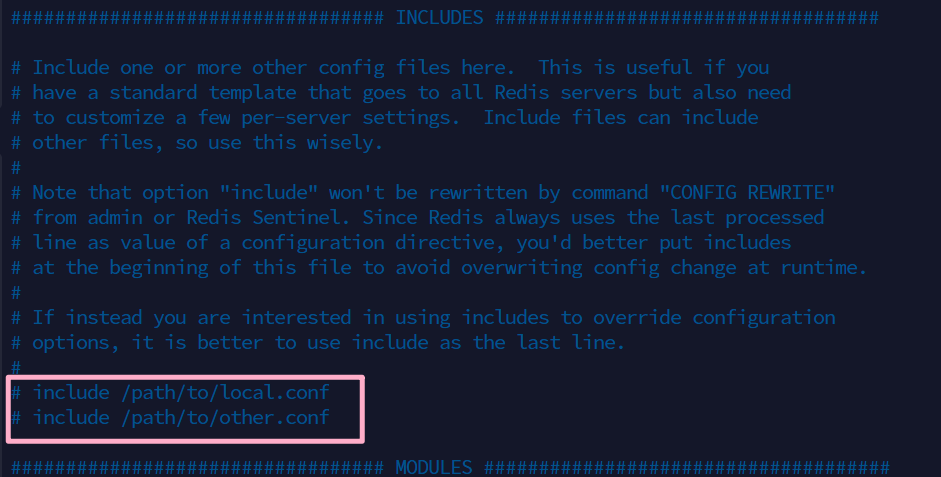 ################################## INCLUDES ###################################
# Include one or more other config files here.  This is useful if you
# have a standard template that goes to all Redis servers but also need
# to customize a few per-server settings.  Include files can include
# other files, so use this wisely.
#
# Note that option "include" won't be rewritten by command "CONFIG REWRITE"
# from admin or Redis Sentinel. Since Redis always uses the last processed
# line as value of a configuration directive, you'd better put includes
# at the beginning of this file to avoid overwriting config change at runtime.
#
# If instead you are interested in using includes to override configuration
# options, it is better to use include as the last line.
#
# include /path/to/local.conf
# include /path/to/other.conf
################################## MODULES #####################################